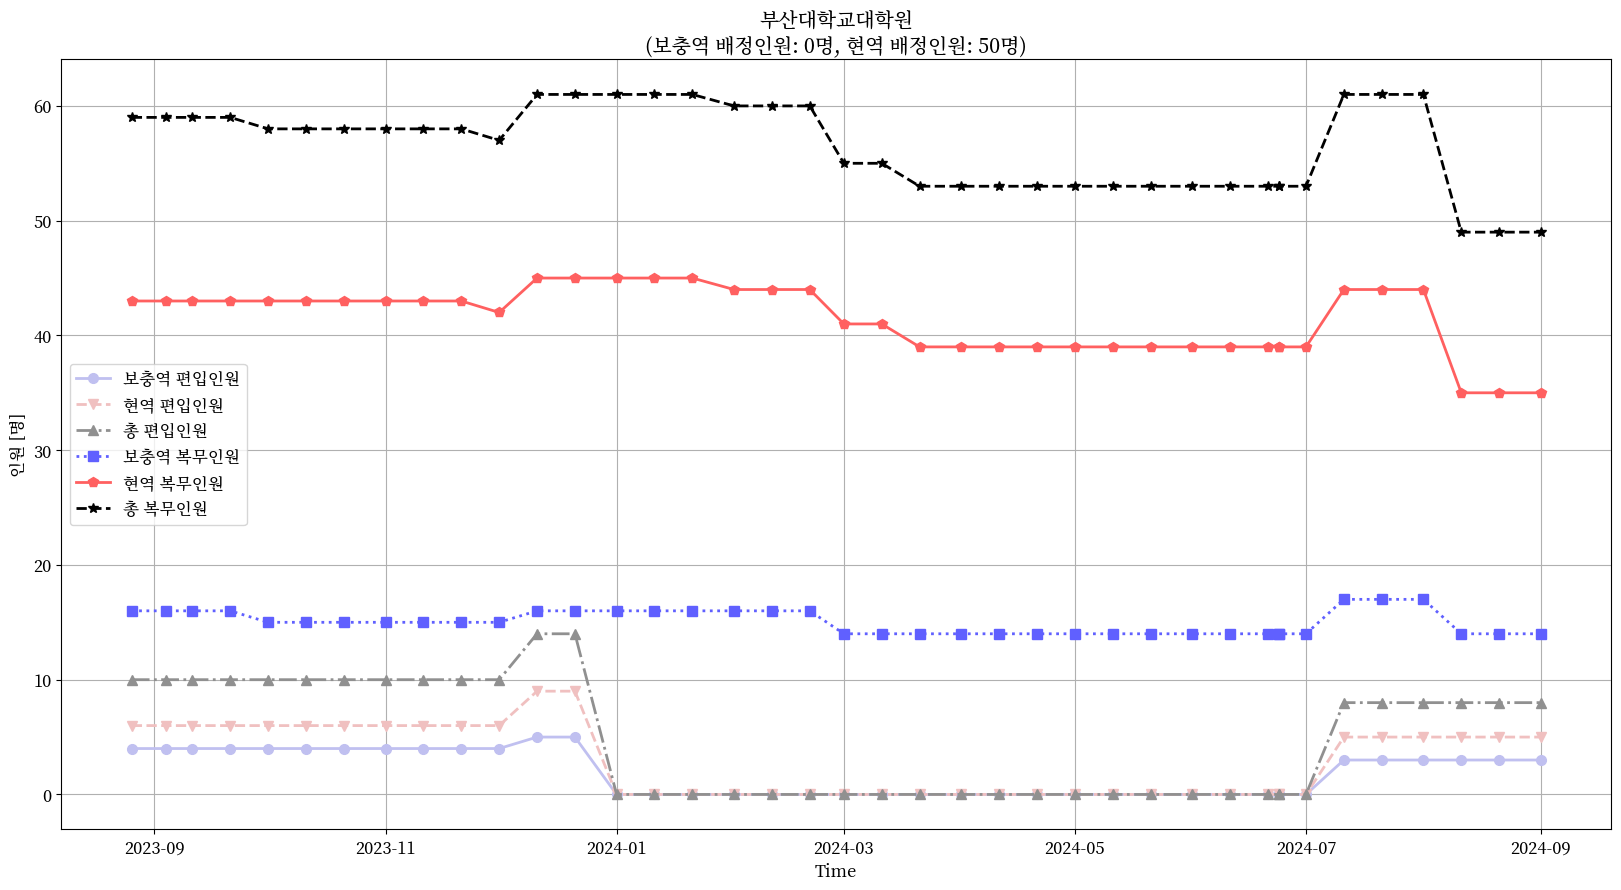 부산대학교대학원
(보충역 배정인원: 0명, 현역 배정인원: 50명)
60
50
40
30
20
10
0
인원 [명]
보충역 편입인원
현역 편입인원
총 편입인원
보충역 복무인원
현역 복무인원
총 복무인원
2023-09
2023-11
2024-01
2024-03
2024-05
2024-07
2024-09
Time